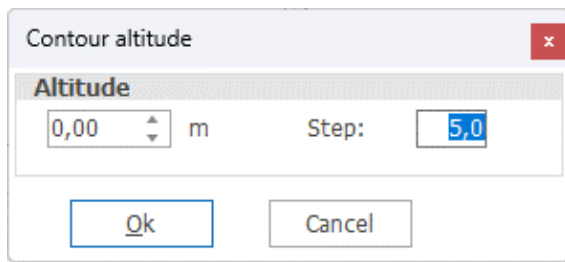 Contour altitude
x
Altitude
0,00 m Step: 5,0
Ok Cancel